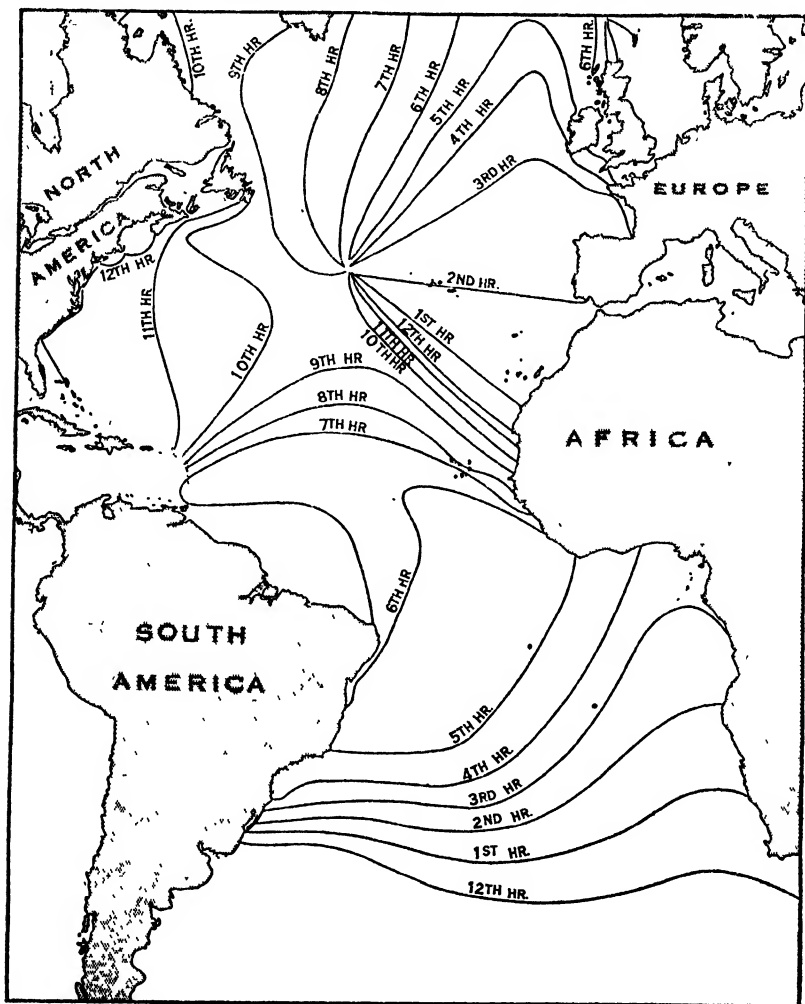 10TH HR.
9TH HR
8TH HR
7TH HR
6TH HR
5TH HR
4TH HR
3RD HR
6TH HR
NORTH
AMERICA
EUROPE
12TH HR
11TH HR
10TH HR
2ND HR.
1ST HR
12TH HR
11TH HR
10TH HR
9TH HR
8TH HR
7TH HR
AFRICA
6TH HR
SOUTH
AMERICA
5TH HR.
4TH HR.
3RD HR
2ND HR.
1ST HR.
12TH HR.